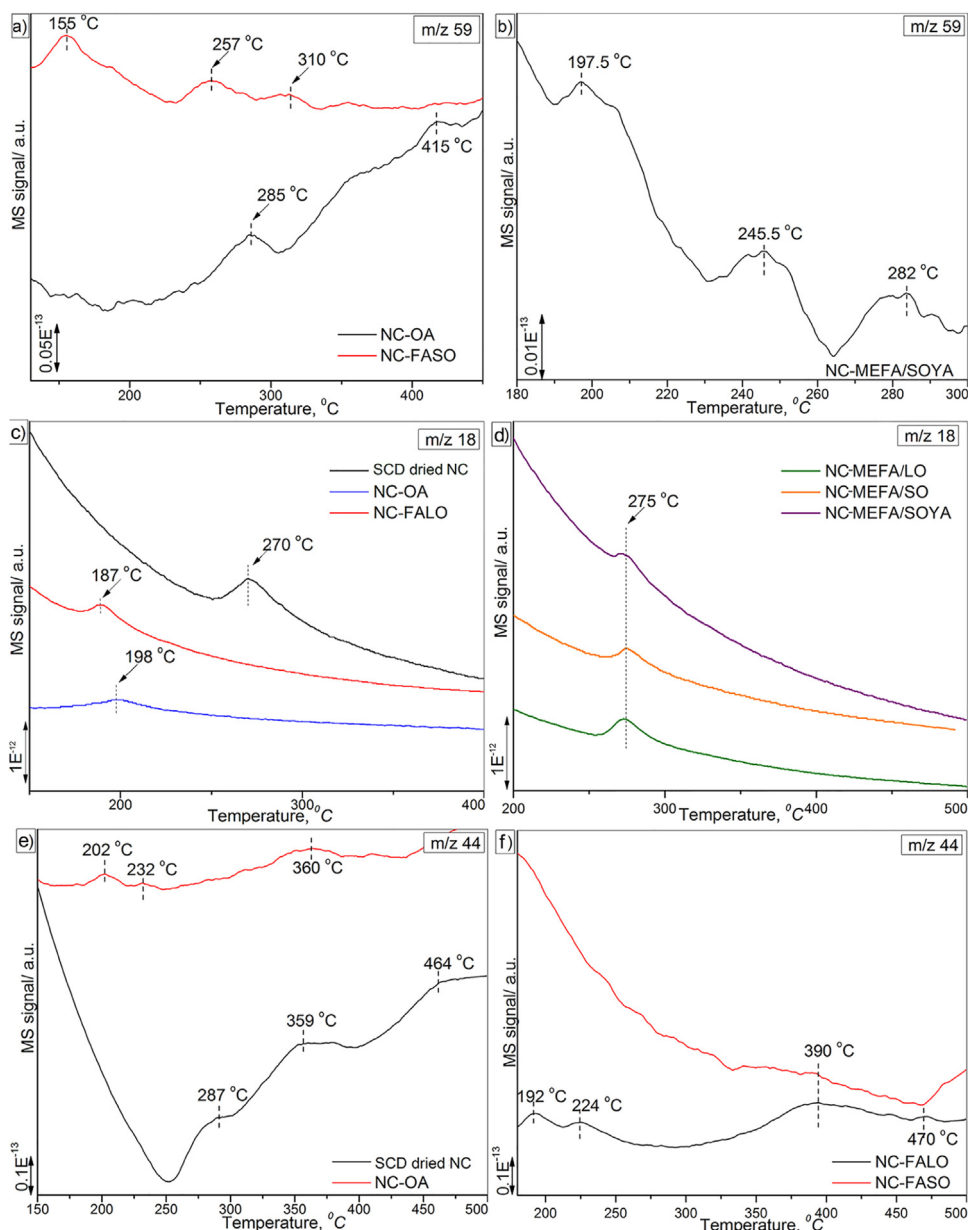 a)
m/z 59
155 °C
257 °C
310 °C
415 °C
285 °C
MS signal/ a.u.
0.05E⁻¹³
NC-OA
NC-FASO
200 300 400
Temperature, °C
b)
m/z 59
197.5 °C
245.5 °C
282 °C
MS signal/ a.u.
0.01E⁻¹³
NC-MEFA/SOYA
180 200 220 240 260 280 300
Temperature, °C
c)
m/z 18
SCD dried NC
NC-OA
NC-FALO
270 °C
187 °C
198 °C
MS signal/ a.u.
1E⁻¹²
200 300 400
Temperature, °C
d)
m/z 18
NC-MEFA/LO
NC-MEFA/SO
NC-MEFA/SOYA
275 °C
MS signal/ a.u.
1E⁻¹²
200 300 400 500
Temperature, °C
e)
m/z 44
202 °C
232 °C
360 °C
464 °C
359 °C
287 °C
MS signal/ a.u.
0.1E⁻¹³
SCD dried NC
NC-OA
150 200 250 300 350 400 450 500
Temperature, °C
f)
m/z 44
390 °C
192 °C
224 °C
470 °C
MS signal/ a.u.
0.1E⁻¹³
NC-FALO
NC-FASO
200 250 300 350 400 450 500
Temperature, °C